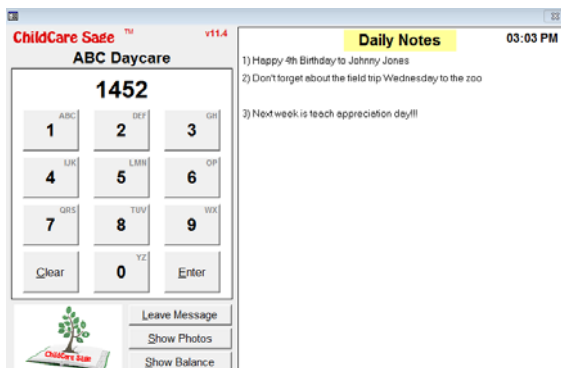 ChildCare Sage ™ v11.4
ABC Daycare
1452
1 ABC
2 DEF
3 GH
4 IJK
5 LMN
6 OP
7 QRS
8 TUV
9 WX
Clear
0 YZ
Enter
ChildCare Sage
Leave Message
Show Photos
Show Balance
Daily Notes
03:03 PM
1) Happy 4th Birthday to Johnny Jones
2) Don't forget about the field trip Wednesday to the zoo
3) Next week is teach appreciation day!!!